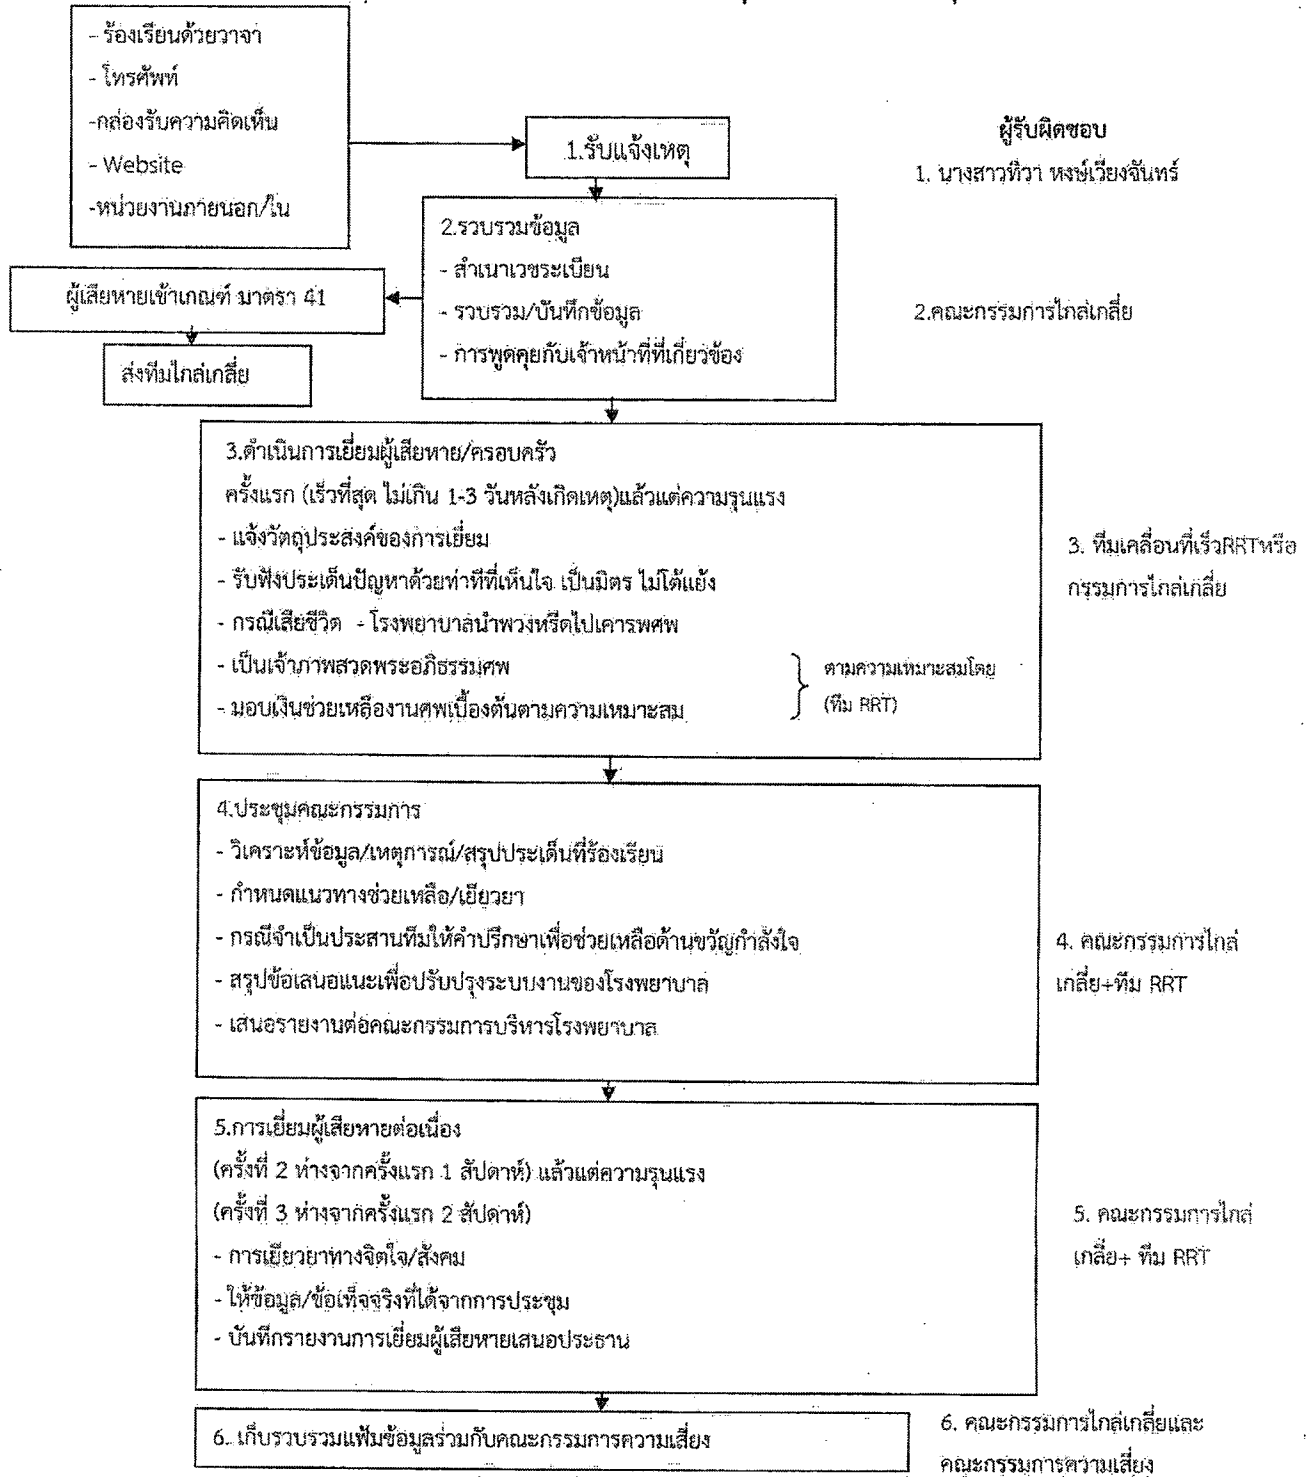 - ร้องเรียนด้วยวาจา
- โทรศัพท์
-กล่องรับความคิดเห็น
- Website
-หน่วยงานภายนอก/ใน
1.รับแจ้งเหตุ
ผู้รับผิดชอบ
1. นางสาวทิวา หงษ์เวียงจันทร์
2.รวบรวมข้อมูล
- สำเนาเวชระเบียน
- รวบรวม/บันทึกข้อมูล
- การพูดคุยกับเจ้าหน้าที่ที่เกี่ยวข้อง
2.คณะกรรมการไกล่เกลี่ย
ผู้เสียหายเข้าเกณฑ์ มาตรา 41
ส่งทีมไกล่เกลี่ย
3.ดำเนินการเยี่ยมผู้เสียหาย/ครอบครัว
ครั้งแรก (เร็วที่สุด ไม่เกิน 1-3 วันหลังเกิดเหตุ)แล้วแต่ความรุนแรง
- แจ้งวัตถุประสงค์ของการเยี่ยม
- รับฟังประเด็นปัญหาด้วยท่าทีที่เห็นใจ เป็นมิตร ไม่โต้แย้ง
- กรณีเสียชีวิต - โรงพยาบาลนำพวงหรีดไปเคารพศพ
- เป็นเจ้าภาพสวดพระอภิธรรมศพ
- มอบเงินช่วยเหลืองานศพเบื้องต้นตามความเหมาะสม
ตามความเหมาะสมโดย
(ทีม RRT)
3. ทีมเคลื่อนที่เร็วRRTหรือ
กรรมการไกล่เกลี่ย
4.ประชุมคณะกรรมการ
- วิเคราะห์ข้อมูล/เหตุการณ์/สรุปประเด็นที่ร้องเรียน
- กำหนดแนวทางช่วยเหลือ/เยียวยา
- กรณีจำเป็นประสานทีมให้คำปรึกษาเพื่อช่วยเหลือด้านขวัญกำลังใจ
- สรุปข้อเสนอแนะเพื่อปรับปรุงระบบงานของโรงพยาบาล
- เสนอรายงานต่อคณะกรรมการบริหารโรงพยาบาล
4. คณะกรรมการไกล่
เกลี่ย+ทีม RRT
5.การเยี่ยมผู้เสียหายต่อเนื่อง
(ครั้งที่ 2 ห่างจากครั้งแรก 1 สัปดาห์) แล้วแต่ความรุนแรง
(ครั้งที่ 3 ห่างจากครั้งแรก 2 สัปดาห์)
- การเยียวยาทางจิตใจ/สังคม
- ให้ข้อมูล/ข้อเท็จจริงที่ได้จากการประชุม
- บันทึกรายงานการเยี่ยมผู้เสียหายเสนอประธาน
5. คณะกรรมการไกล่
เกลี่ย+ ทีม RRT
6. เก็บรวบรวมแฟ้มข้อมูลร่วมกับคณะกรรมการความเสี่ยง
6. คณะกรรมการไกล่เกลี่ยและ
คณะกรรมการความเสี่ยง